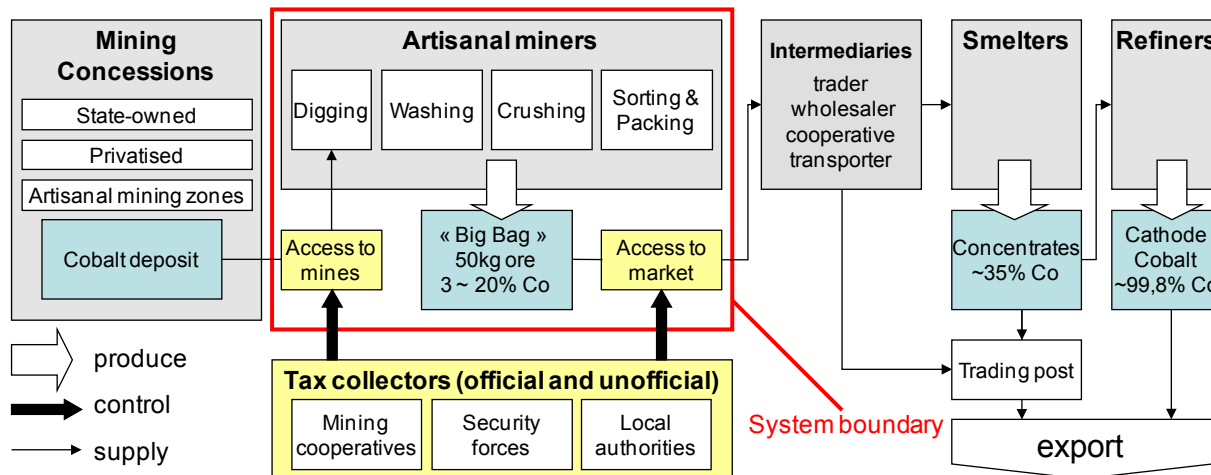 Mining
Concessions
State-owned
Privatised
Artisanal mining zones
Cobalt deposit
Artisanal miners
Digging
Washing
Crushing
Sorting &
Packing
Access to
mines
« Big Bag »
50kg ore
3 ~ 20% Co
Access to
market
Intermediaries
trader
wholesaler
cooperative
transporter
Smelters
Concentrates
~35% Co
Refiners
Cathode
Cobalt
~99,8% Co
Trading post
export
Tax collectors (official and unofficial)
Mining
cooperatives
Security
forces
Local
authorities
System boundary
produce
control
supply